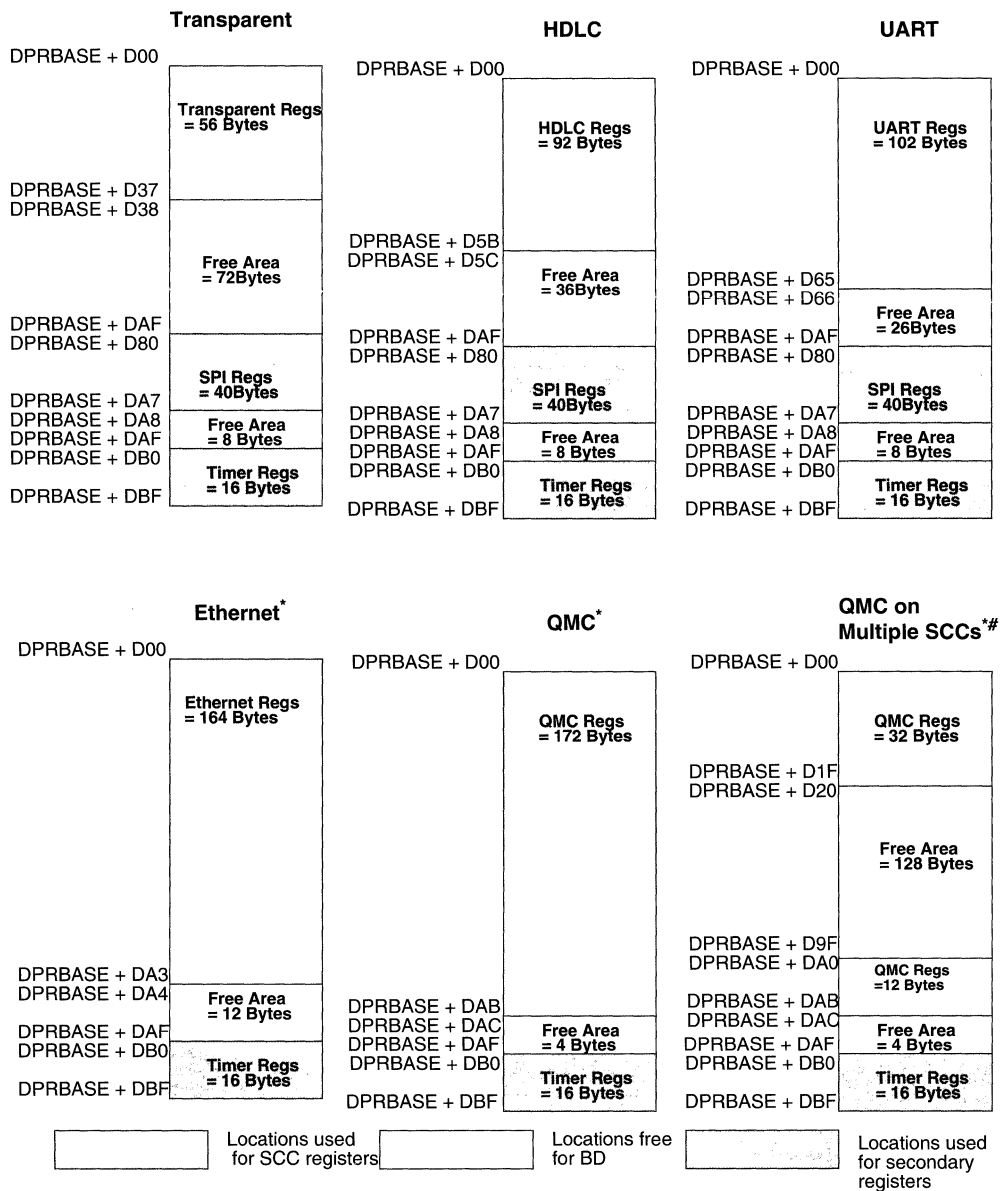 Transparent
DPRBASE + D00
Transparent Regs
= 56 Bytes
DPRBASE + D37
DPRBASE + D38
Free Area
= 72Bytes
DPRBASE + DAF
DPRBASE + D80
SPI Regs
= 40Bytes
DPRBASE + DA7
DPRBASE + DA8
Free Area
= 8 Bytes
DPRBASE + DAF
DPRBASE + DB0
Timer Regs
= 16 Bytes
DPRBASE + DBF
HDLC
DPRBASE + D00
HDLC Regs
= 92 Bytes
DPRBASE + D5B
DPRBASE + D5C
Free Area
= 36Bytes
DPRBASE + DAF
DPRBASE + D80
SPI Regs
= 40Bytes
DPRBASE + DA7
DPRBASE + DA8
Free Area
= 8 Bytes
DPRBASE + DAF
DPRBASE + DB0
Timer Regs
= 16 Bytes
DPRBASE + DBF
UART
DPRBASE + D00
UART Regs
= 102 Bytes
DPRBASE + D65
DPRBASE + D66
Free Area
= 26Bytes
DPRBASE + DAF
DPRBASE + D80
SPI Regs
= 40Bytes
DPRBASE + DA7
DPRBASE + DA8
Free Area
= 8 Bytes
DPRBASE + DAF
DPRBASE + DB0
Timer Regs
= 16 Bytes
DPRBASE + DBF
Ethernet*
DPRBASE + D00
Ethernet Regs
= 164 Bytes
DPRBASE + DA3
DPRBASE + DA4
Free Area
= 12 Bytes
DPRBASE + DAF
DPRBASE + DB0
Timer Regs
= 16 Bytes
DPRBASE + DBF
QMC*
DPRBASE + D00
QMC Regs
= 172 Bytes
DPRBASE + DAB
DPRBASE + DAC
Free Area
= 4 Bytes
DPRBASE + DAF
DPRBASE + DB0
Timer Regs
= 16 Bytes
DPRBASE + DBF
QMC on
Multiple SCCs*#
DPRBASE + D00
QMC Regs
= 32 Bytes
DPRBASE + D1F
DPRBASE + D20
Free Area
= 128 Bytes
DPRBASE + D9F
DPRBASE + DA0
QMC Regs
=12 Bytes
DPRBASE + DAB
DPRBASE + DAC
Free Area
= 4 Bytes
DPRBASE + DAF
DPRBASE + DB0
Timer Regs
= 16 Bytes
DPRBASE + DBF
Locations used
for SCC registers
Locations free
for BD
Locations used
for secondary
registers